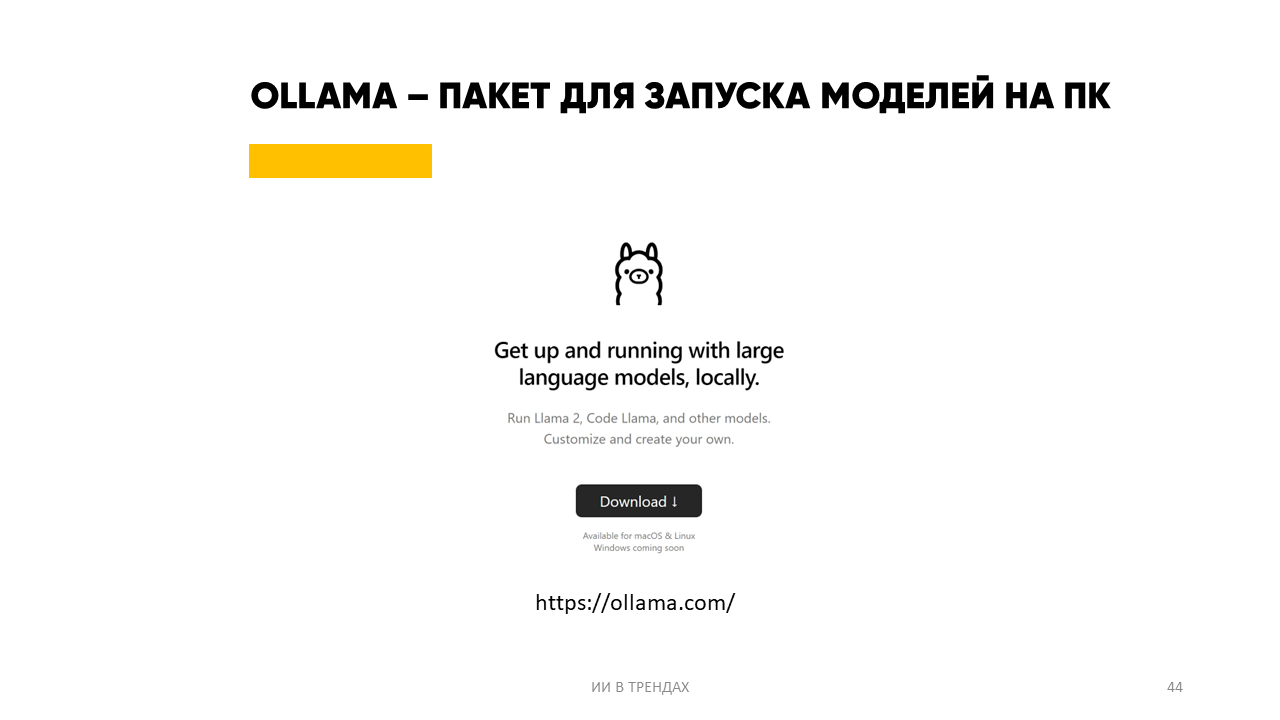 OLLAMA – ПАКЕТ ДЛЯ ЗАПУСКА МОДЕЛЕЙ НА ПК
Get up and running with large
language models, locally.
Run Llama 2, Code Llama, and other models.
Customize and create your own.
Download ↓
Available for macOS & Linux
Windows coming soon
https://ollama.com/
ИИ В ТРЕНДАХ
44